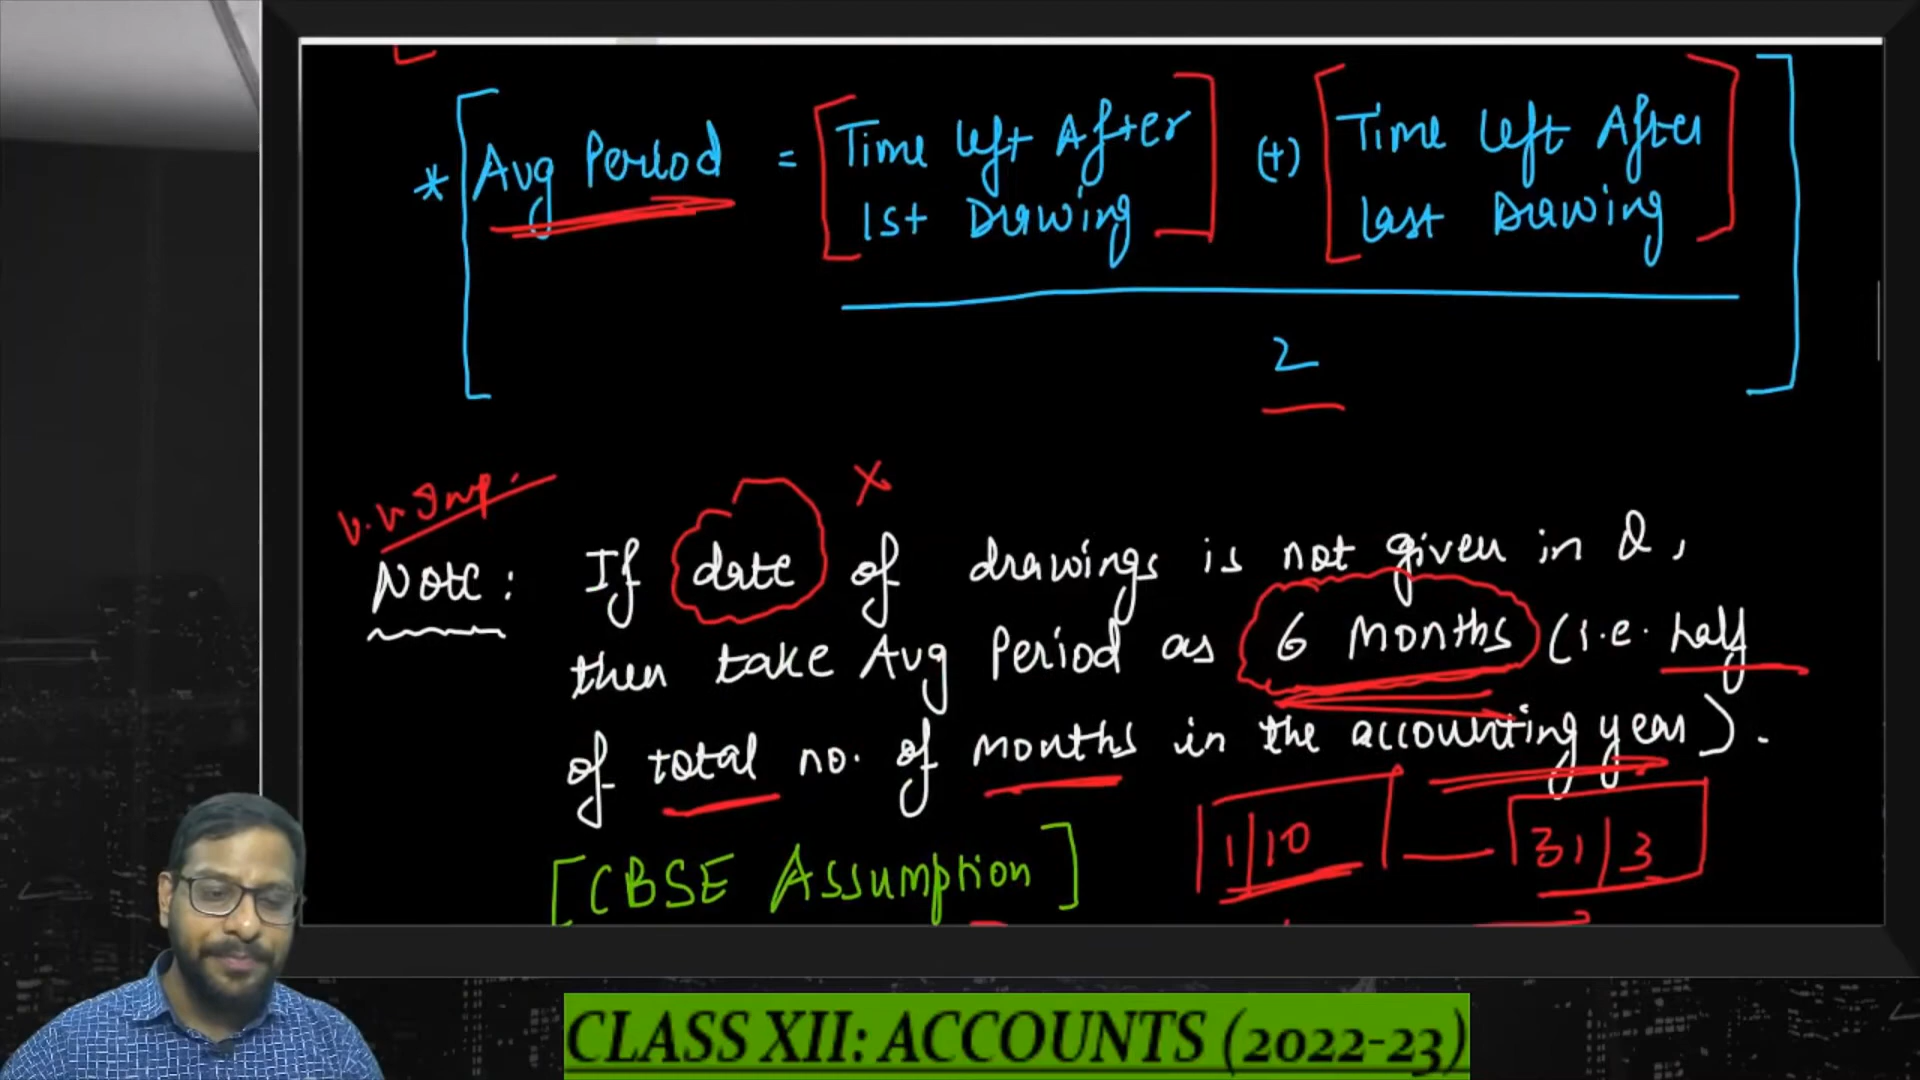 * [Avg Period = [Time left After 1st Drawing] (+) [Time left After last Drawing]]
2
v.v Imp.
x
Note: If date of drawings is not given in Q,
then take Avg Period as 6 Months (i.e. half
of total no. of months in the accounting year).
[CBSE Assumption]
1/10 — 31/3
CLASS XII: ACCOUNTS (2022-23)